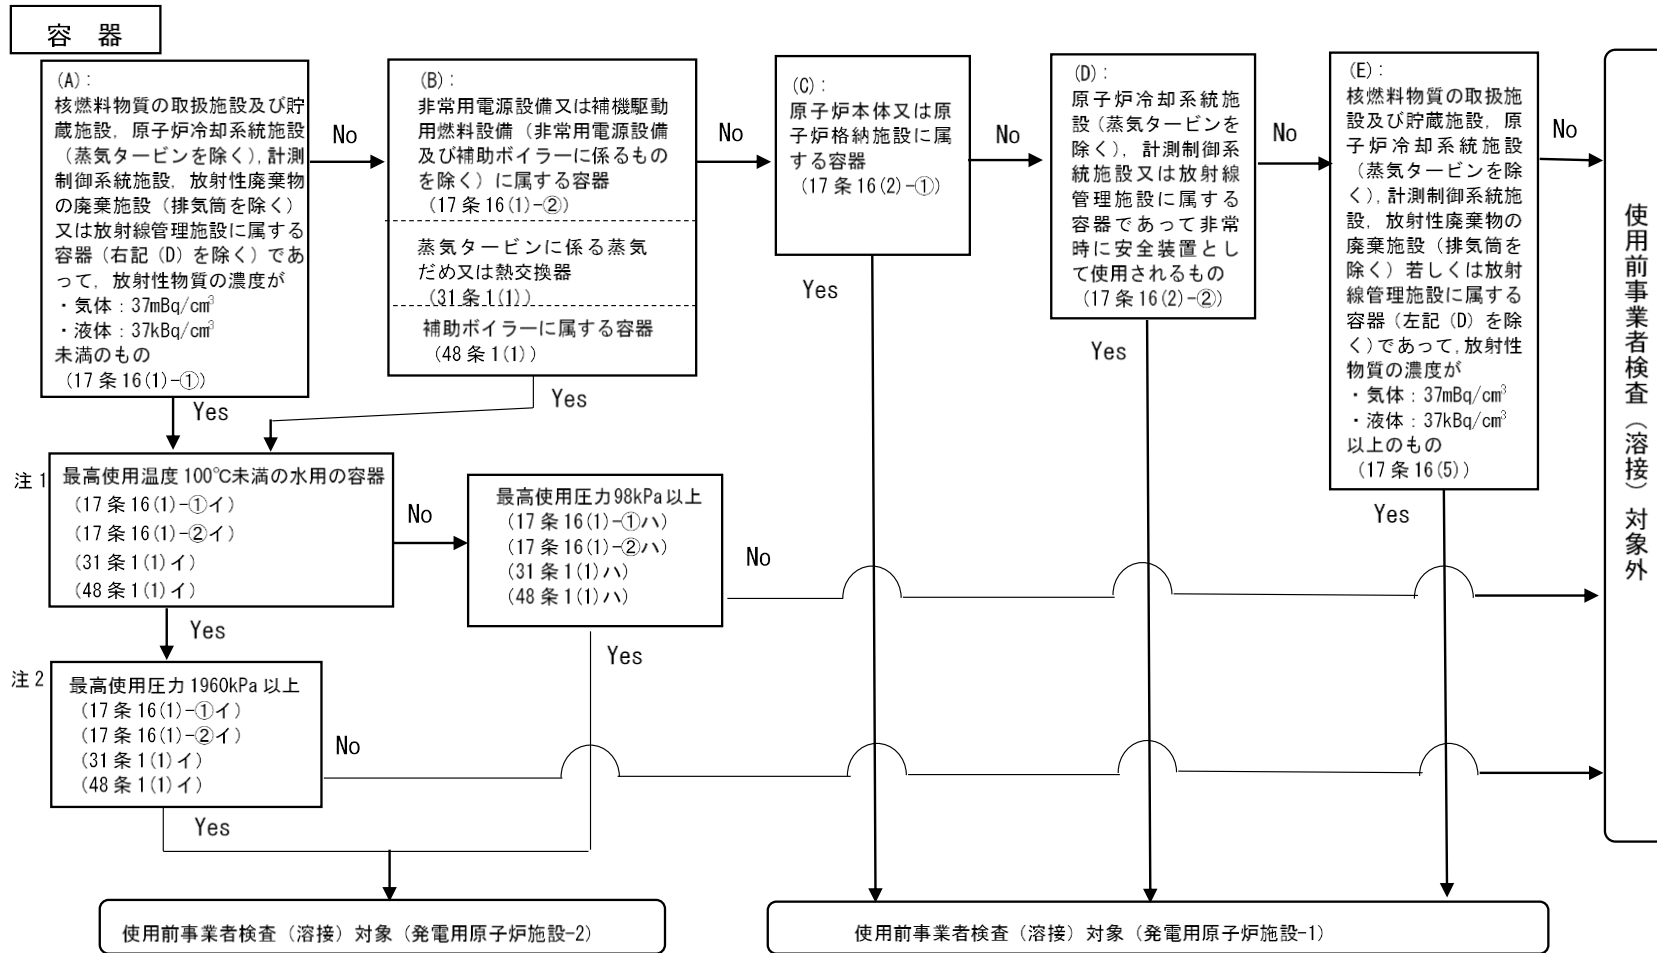 容 器
(A):
核燃料物質の取扱施設及び貯
蔵施設，原子炉冷却系統施設
(蒸気タービンを除く),計測
制御系統施設，放射性廃棄物
の廃棄施設（排気筒を除く）
又は放射線管理施設に属する
容器（右記（D）を除く）であ
って，放射性物質の濃度が
・気体：37mBq/cm³
・液体：37kBq/cm³
未満のもの
(17条16(1)-①)
No
Yes
(B):
非常用電源設備又は補機駆動
用燃料設備（非常用電源設備
及び補助ボイラーに係るもの
を除く）に属する容器
(17条16(1)-②)
蒸気タービンに係る蒸気
だめ又は熱交換器
(31条1(1))
補助ボイラーに属する容器
(48条1(1))
No
Yes
(C):
原子炉本体又は原
子炉格納施設に属
する容器
(17条16(2)-①)
No
Yes
(D):
原子炉冷却系統施
設(蒸気タービンを
除く)，計測制御系
統施設又は放射線
管理施設に属する
容器であって非常
時に安全装置とし
て使用されるもの
(17条16(2)-②)
No
Yes
(E):
核燃料物質の取扱施
設及び貯蔵施設，原
子炉冷却系統施設
(蒸気タービンを除
く),計測制御系統施
設，放射性廃棄物の
廃棄施設（排気筒を
除く）若しくは放射
線管理施設に属する
容器（左記（D）を除
く)であって,放射性
物質の濃度が
・気体：37mBq/cm³
・液体：37kBq/cm³
以上のもの
(17条16(5))
No
Yes
使用前事業者検査（溶接）対象外
注1
最高使用温度100℃未満の水用の容器
(17条16(1)-①イ)
(17条16(1)-②イ)
(31条1(1)イ)
(48条1(1)イ)
No
Yes
最高使用圧力98kPa以上
(17条16(1)-①ハ)
(17条16(1)-②ハ)
(31条1(1)ハ)
(48条1(1)ハ)
No
Yes
注2
最高使用圧力1960kPa以上
(17条16(1)-①イ)
(17条16(1)-②イ)
(31条1(1)イ)
(48条1(1)イ)
No
Yes
使用前事業者検査（溶接）対象（発電用原子炉施設-2）
使用前事業者検査（溶接）対象（発電用原子炉施設-1）